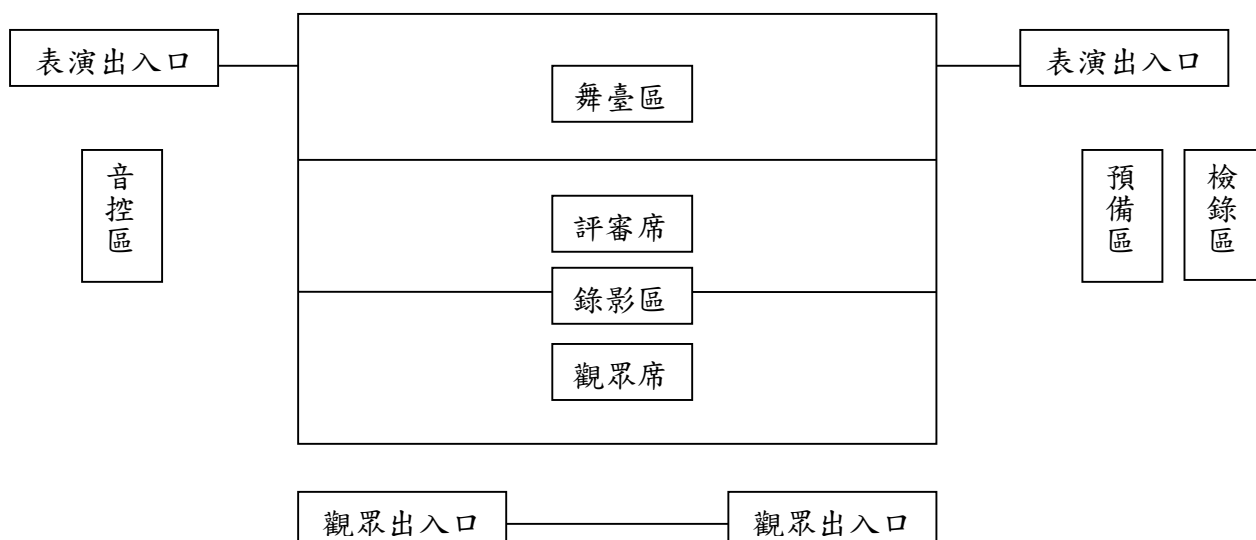 表演出入口
表演出入口
舞臺區
音控區
預備區
檢錄區
評審席
錄影區
觀眾席
觀眾出入口
觀眾出入口